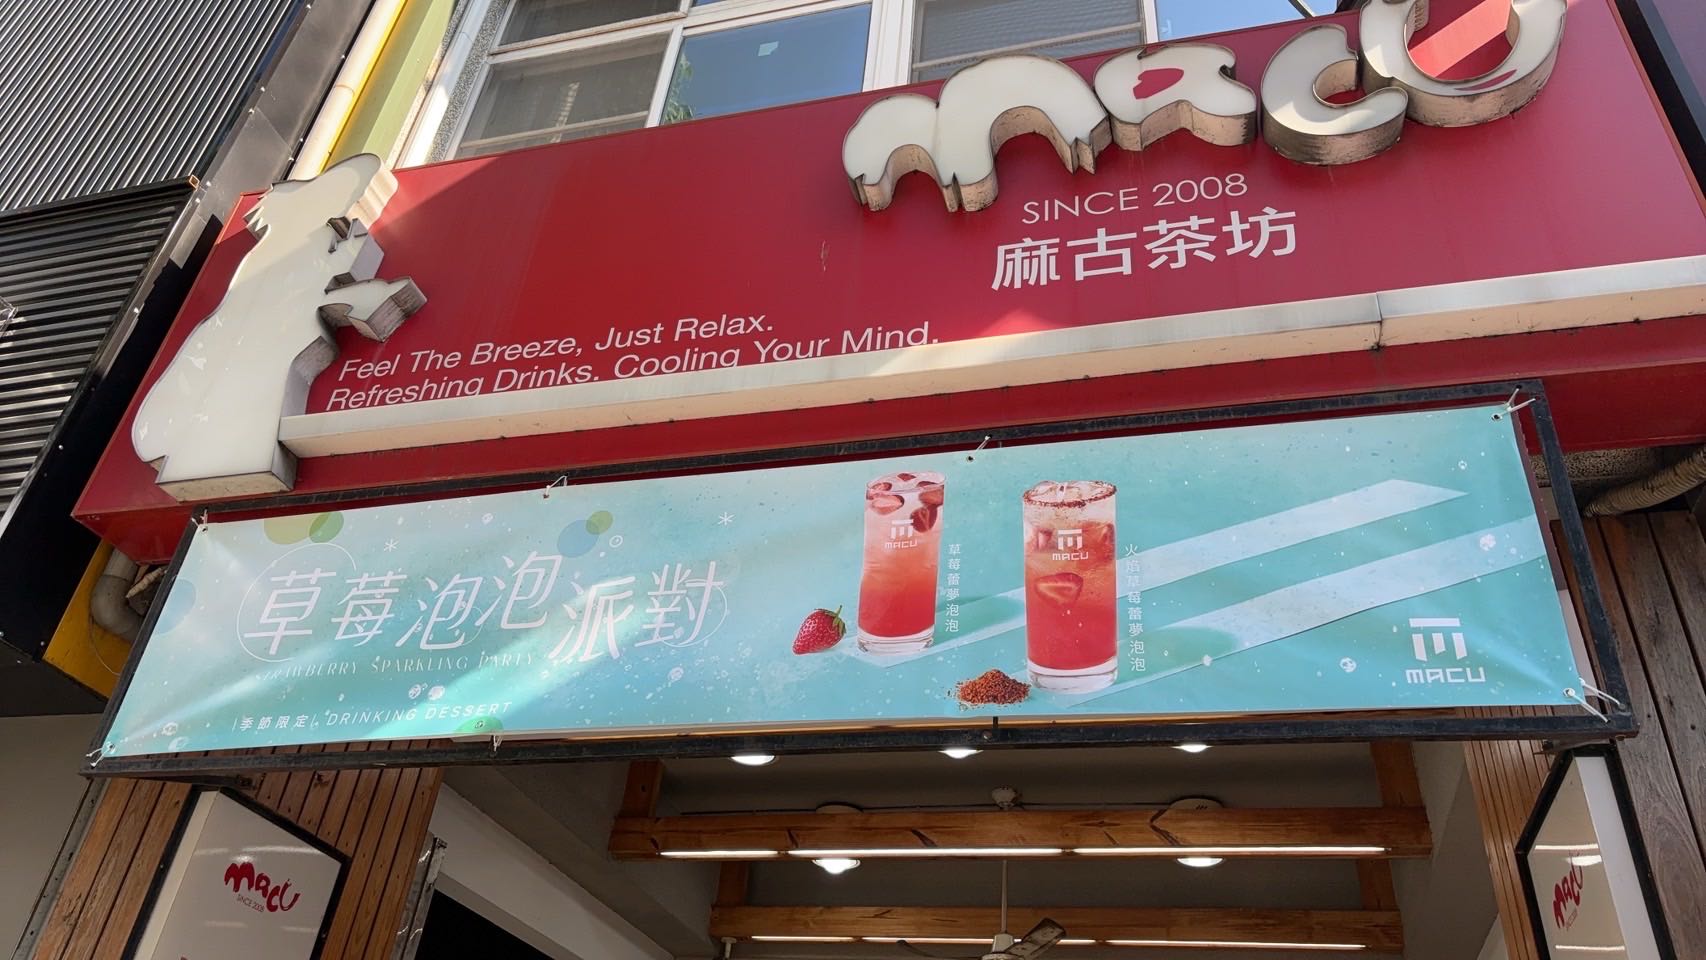 macu
SINCE 2008
麻古茶坊
Feel The Breeze, Just Relax.
Refreshing Drinks. Cooling Your Mind.
草莓泡泡派對
STRAWBERRY SPARKLING PARTY
|季節限定| DRINKING DESSERT
MACU
草莓蕾夢泡泡
MACU
火焰草莓蕾夢泡泡
MACU
macu
SINCE 2008
macu